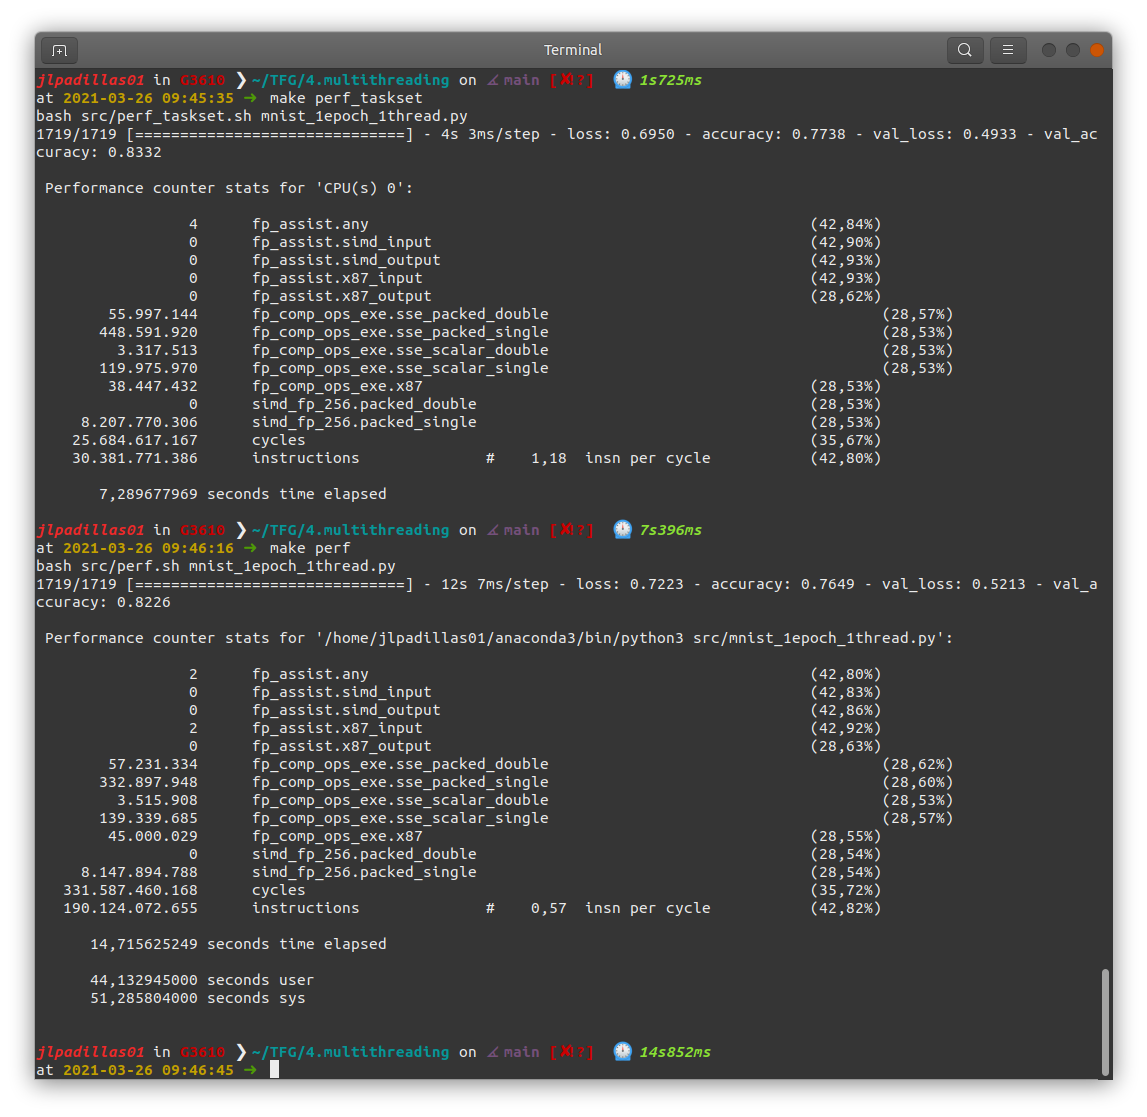 Terminal
jlpadillas01 in G3610 ❯~/TFG/4.multithreading on ∡ main [✘?] 1s725ms
at 2021-03-26 09:45:35 ➜ make perf_taskset
bash src/perf_taskset.sh mnist_1epoch_1thread.py
1719/1719 [==============================] - 4s 3ms/step - loss: 0.6950 - accuracy: 0.7738 - val_loss: 0.4933 - val_ac
curacy: 0.8332
Performance counter stats for 'CPU(s) 0':
4 fp_assist.any (42,84%)
0 fp_assist.simd_input (42,90%)
0 fp_assist.simd_output (42,93%)
0 fp_assist.x87_input (42,93%)
0 fp_assist.x87_output (28,62%)
55.997.144 fp_comp_ops_exe.sse_packed_double (28,57%)
448.591.920 fp_comp_ops_exe.sse_packed_single (28,53%)
3.317.513 fp_comp_ops_exe.sse_scalar_double (28,53%)
119.975.970 fp_comp_ops_exe.sse_scalar_single (28,53%)
38.447.432 fp_comp_ops_exe.x87 (28,53%)
0 simd_fp_256.packed_double (28,53%)
8.207.770.306 simd_fp_256.packed_single (28,53%)
25.684.617.167 cycles (35,67%)
30.381.771.386 instructions # 1,18 insn per cycle (42,80%)
7,289677969 seconds time elapsed
jlpadillas01 in G3610 ❯~/TFG/4.multithreading on ∡ main [✘?] 7s396ms
at 2021-03-26 09:46:16 ➜ make perf
bash src/perf.sh mnist_1epoch_1thread.py
1719/1719 [==============================] - 12s 7ms/step - loss: 0.7223 - accuracy: 0.7649 - val_loss: 0.5213 - val_a
ccuracy: 0.8226
Performance counter stats for '/home/jlpadillas01/anaconda3/bin/python3 src/mnist_1epoch_1thread.py':
2 fp_assist.any (42,80%)
0 fp_assist.simd_input (42,83%)
0 fp_assist.simd_output (42,86%)
2 fp_assist.x87_input (42,92%)
0 fp_assist.x87_output (28,63%)
57.231.334 fp_comp_ops_exe.sse_packed_double (28,62%)
332.897.948 fp_comp_ops_exe.sse_packed_single (28,60%)
3.515.908 fp_comp_ops_exe.sse_scalar_double (28,53%)
139.339.685 fp_comp_ops_exe.sse_scalar_single (28,57%)
45.000.029 fp_comp_ops_exe.x87 (28,55%)
0 simd_fp_256.packed_double (28,54%)
8.147.894.788 simd_fp_256.packed_single (28,54%)
331.587.460.168 cycles (35,72%)
190.124.072.655 instructions # 0,57 insn per cycle (42,82%)
14,715625249 seconds time elapsed
44,132945000 seconds user
51,285804000 seconds sys
jlpadillas01 in G3610 ❯~/TFG/4.multithreading on ∡ main [✘?] 14s852ms
at 2021-03-26 09:46:45 ➜